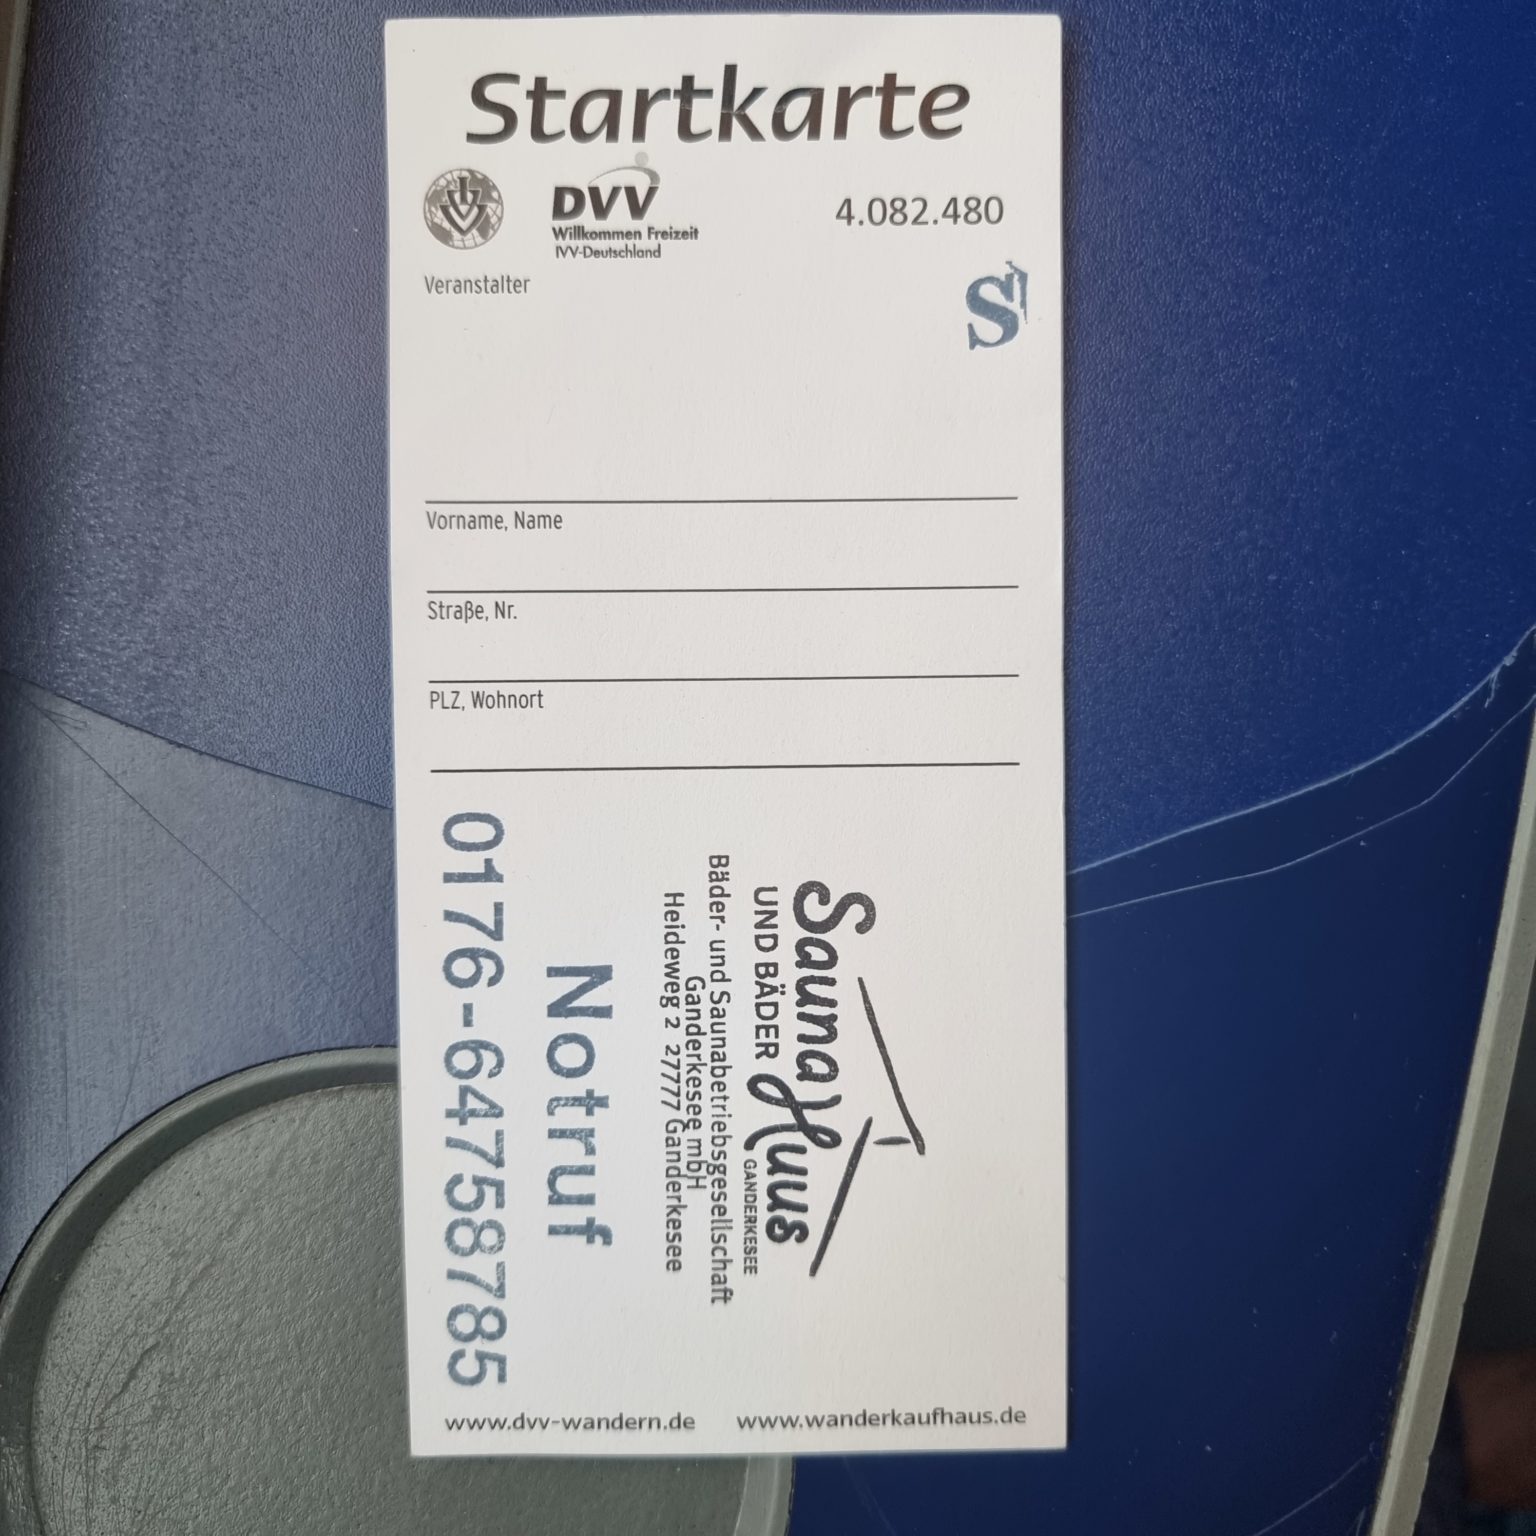 Startkarte
IVV
DVV
Willkommen Freizeit
IVV-Deutschland
4.082.480
Veranstalter
S
Vorname, Name
Straße, Nr.
PLZ, Wohnort
Sauna Huus
UND BÄDER
GANDERKESEE
Bäder- und Saunabetriebsgesellschaft
Ganderkesee mbH
Heideweg 2 27777 Ganderkesee
Notruf
0176-64758785
www.dvv-wandern.de www.wanderkaufhaus.de